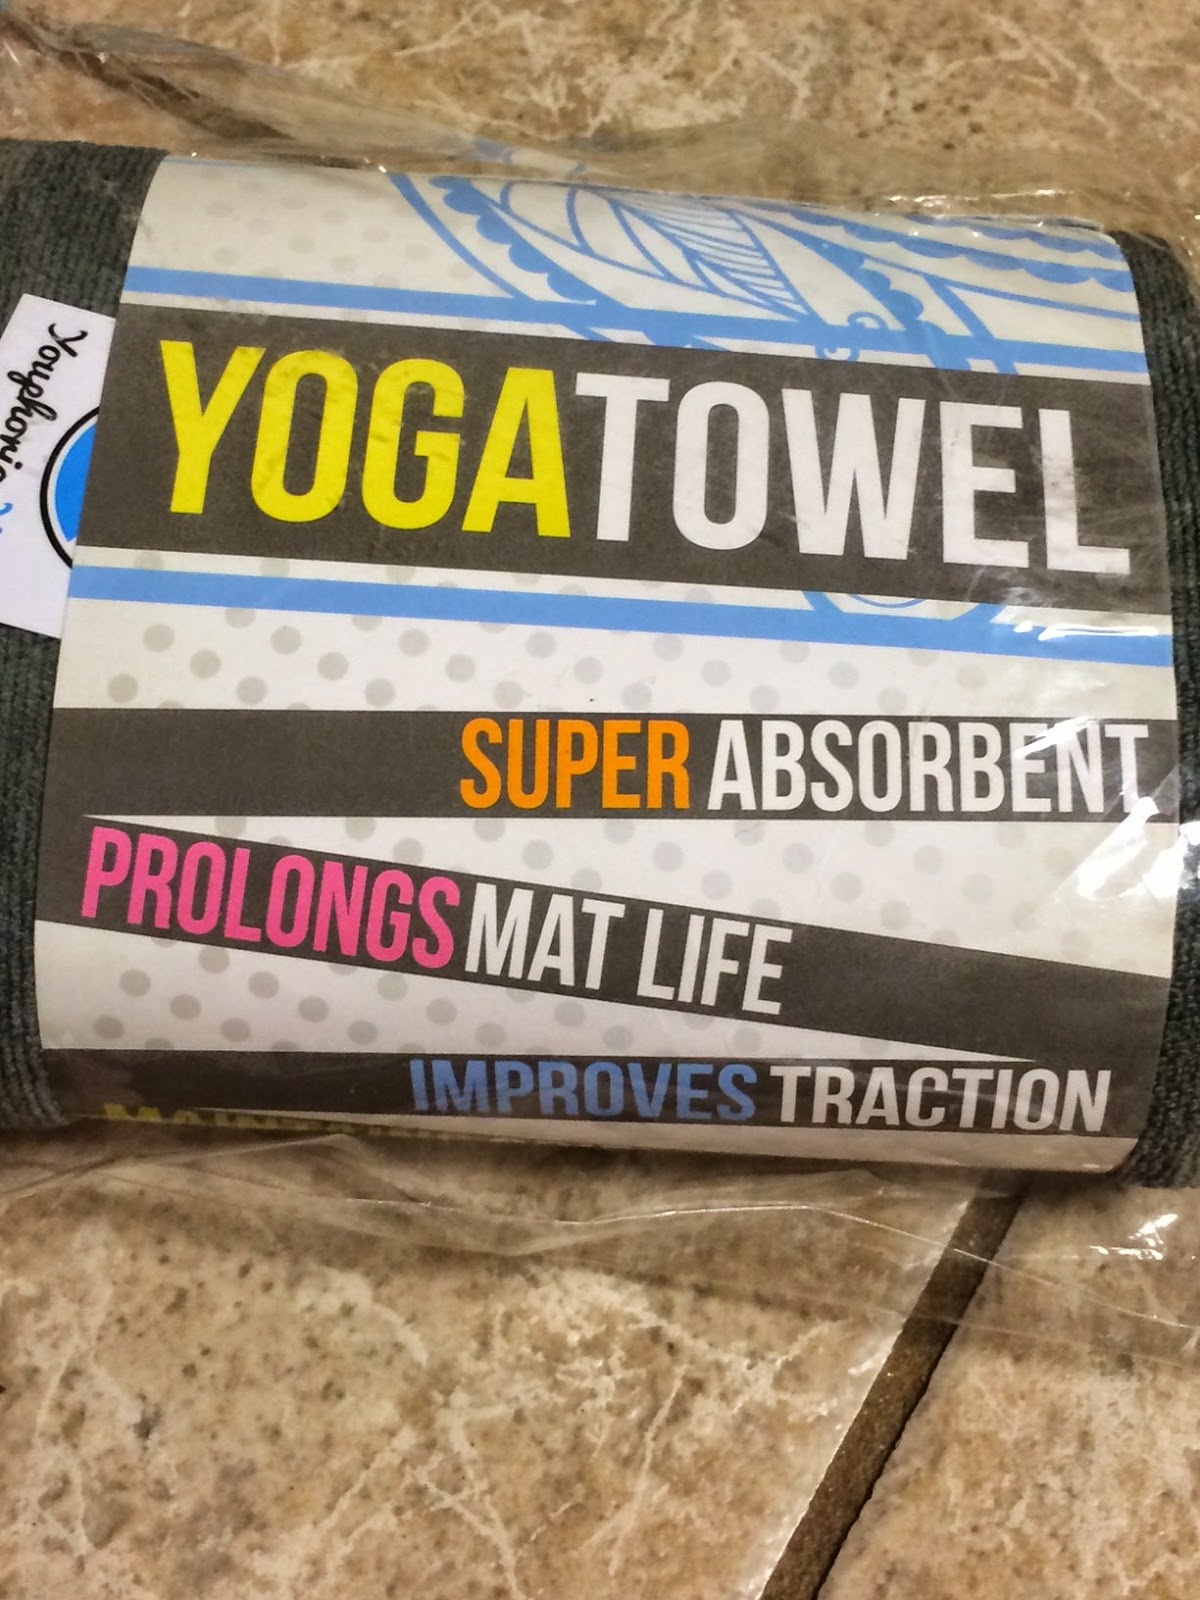 YOGATOWEL
SUPER ABSORBENT
PROLONGS MAT LIFE
IMPROVES TRACTION